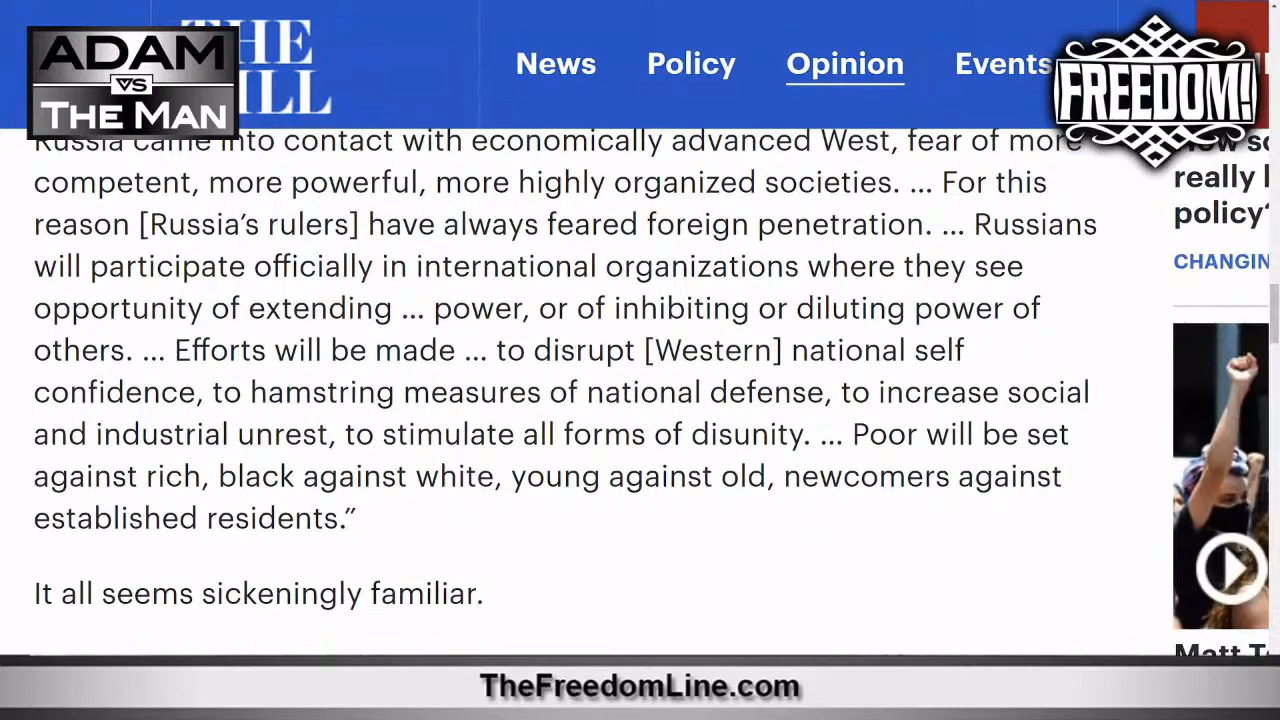 ADAM
VS
THE MAN
THE
HILL
News Policy Opinion Events
FREEDOM!
Russia came into contact with economically advanced West, fear of more
competent, more powerful, more highly organized societies. ... For this
reason [Russia’s rulers] have always feared foreign penetration. ... Russians
will participate officially in international organizations where they see
opportunity of extending ... power, or of inhibiting or diluting power of
others. ... Efforts will be made ... to disrupt [Western] national self
confidence, to hamstring measures of national defense, to increase social
and industrial unrest, to stimulate all forms of disunity. ... Poor will be set
against rich, black against white, young against old, newcomers against
established residents.”
It all seems sickeningly familiar.
really
policy?
CHANGIN
Matt
TheFreedomLine.com